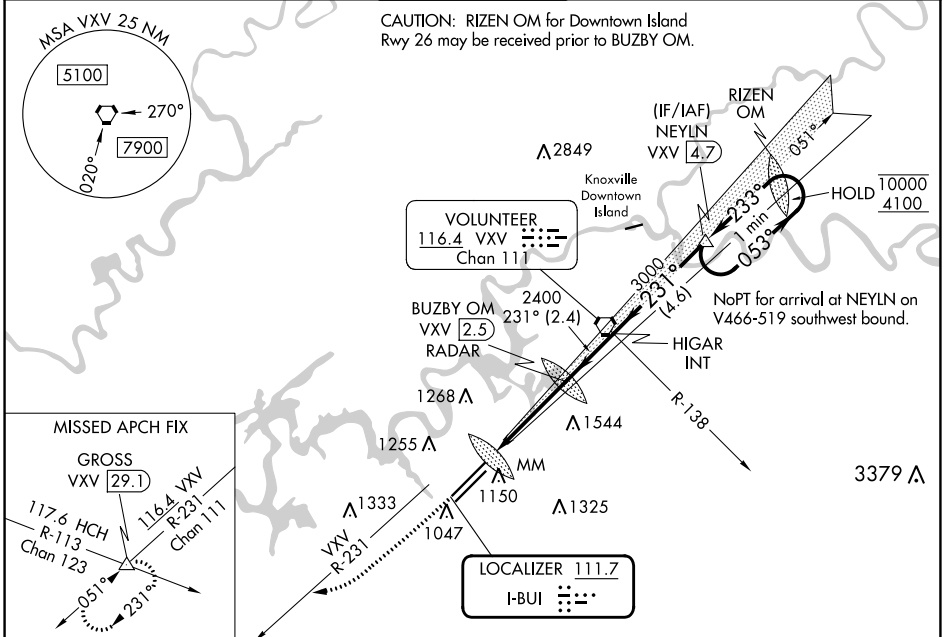 CAUTION: RIZEN OM for Downtown Island
Rwy 26 may be received prior to BUZBY OM.
MSA VXV 25 NM
5100
270°
7900
020°
2849
(IF/IAF)
NEYLN
VXV 4.7
RIZEN
OM
051°
HOLD 10000
4100
233°
1 min
053°
Knoxville
Downtown
Island
VOLUNTEER
116.4 VXV
Chan 111
3000
231°
(4.6)
NoPT for arrival at NEYLN on
V466-519 southwest bound.
2400
231° (2.4)
BUZBY OM
VXV 2.5
RADAR
HIGAR
INT
R-138
1268
1544
1255
MM
1150
3379
1333
1047
1325
VXV
R-231
LOCALIZER 111.7
I-BUI
MISSED APCH FIX
GROSS
VXV 29.1
116.4 VXV
R-231
Chan 111
117.6 HCH
R-113
Chan 123
051°
231°